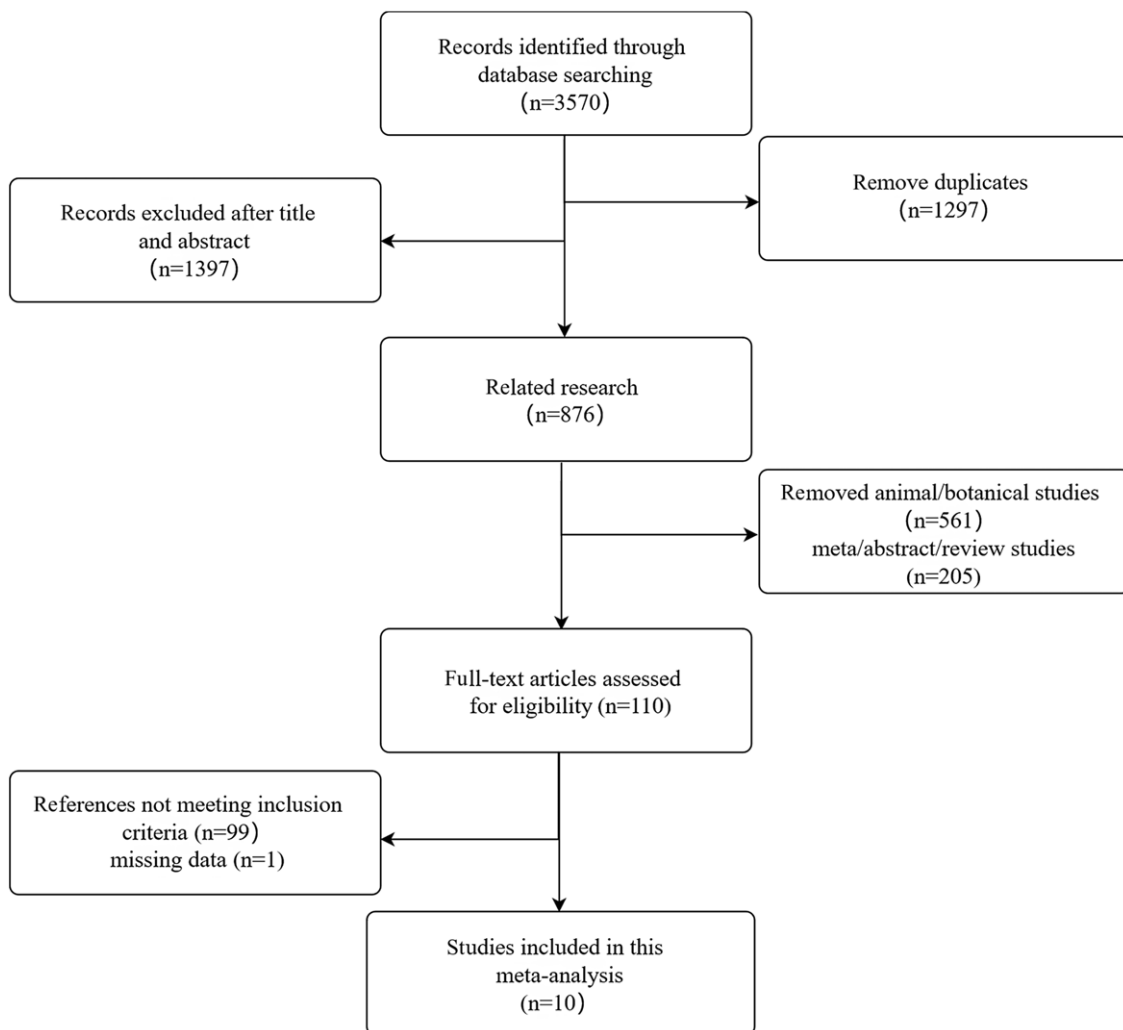 Records identified through
database searching
(n=3570)
Remove duplicates
(n=1297)
Records excluded after title
and abstract
(n=1397)
Related research
(n=876)
Removed animal/botanical studies
(n=561)
meta/abstract/review studies
(n=205)
Full-text articles assessed
for eligibility (n=110)
References not meeting inclusion
criteria (n=99)
missing data (n=1)
Studies included in this
meta-analysis
(n=10)